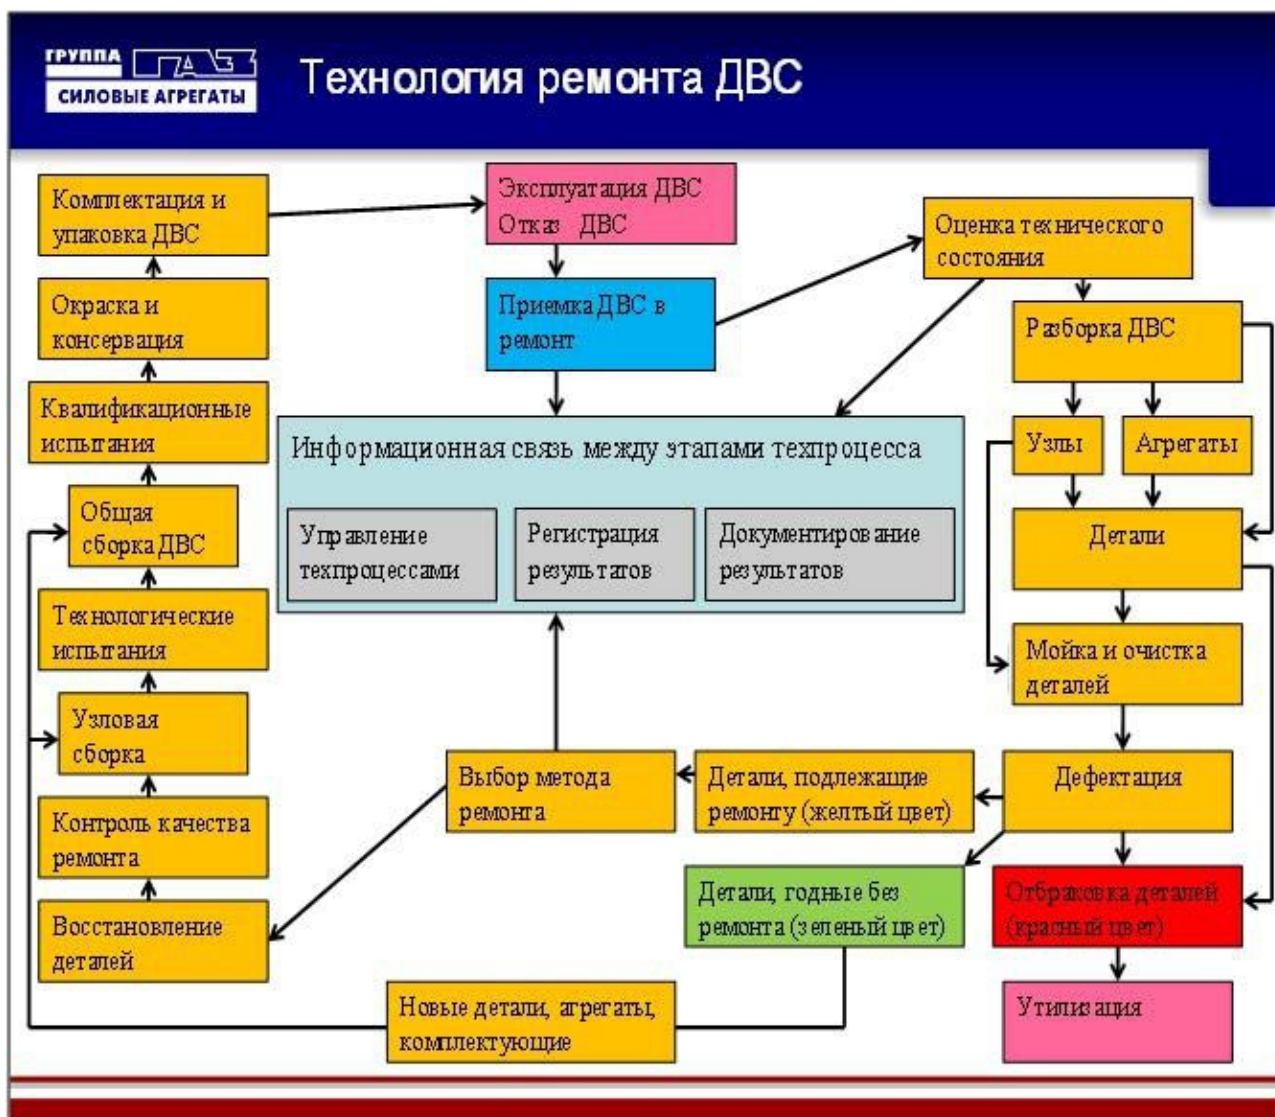 ГРУППА ГАЗ
СИЛОВЫЕ АГРЕГАТЫ
Технология ремонта ДВС
Комплектация и
упаковка ДВС
Эксплуатация ДВС
Отказ ДВС
Оценка технического
состояния
Окраска и
консервация
Приемка ДВС в
ремонт
Разборка ДВС
Квалификационные
испытания
Информационная связь между этапами техпроцесса
Узлы
Агрегаты
Общая
сборка ДВС
Управление
техпроцессами
Регистрация
результатов
Документирование
результатов
Детали
Технологические
испытания
Мойка и очистка
деталей
Узловая
сборка
Выбор метода
ремонта
Детали, подлежащие
ремонту (желтый цвет)
Дефектация
Контроль качества
ремонта
Детали, годные без
ремонта (зеленый цвет)
Отбраковка деталей
(красный цвет)
Восстановление
деталей
Новые детали, агрегаты,
комплектующие
Утилизация